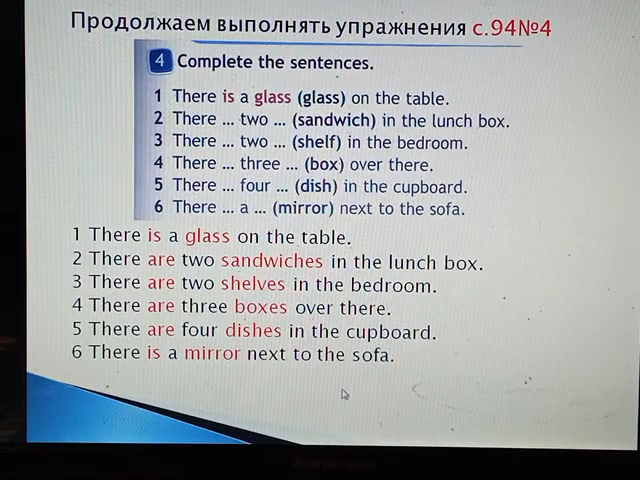 Продолжаем выполнять упражнения с.94№4
4 Complete the sentences.
1 There is a glass (glass) on the table.
2 There ... two ... (sandwich) in the lunch box.
3 There ... two ... (shelf) in the bedroom.
4 There ... three ... (box) over there.
5 There ... four ... (dish) in the cupboard.
6 There ... a ... (mirror) next to the sofa.
1 There is a glass on the table.
2 There are two sandwiches in the lunch box.
3 There are two shelves in the bedroom.
4 There are three boxes over there.
5 There are four dishes in the cupboard.
6 There is a mirror next to the sofa.